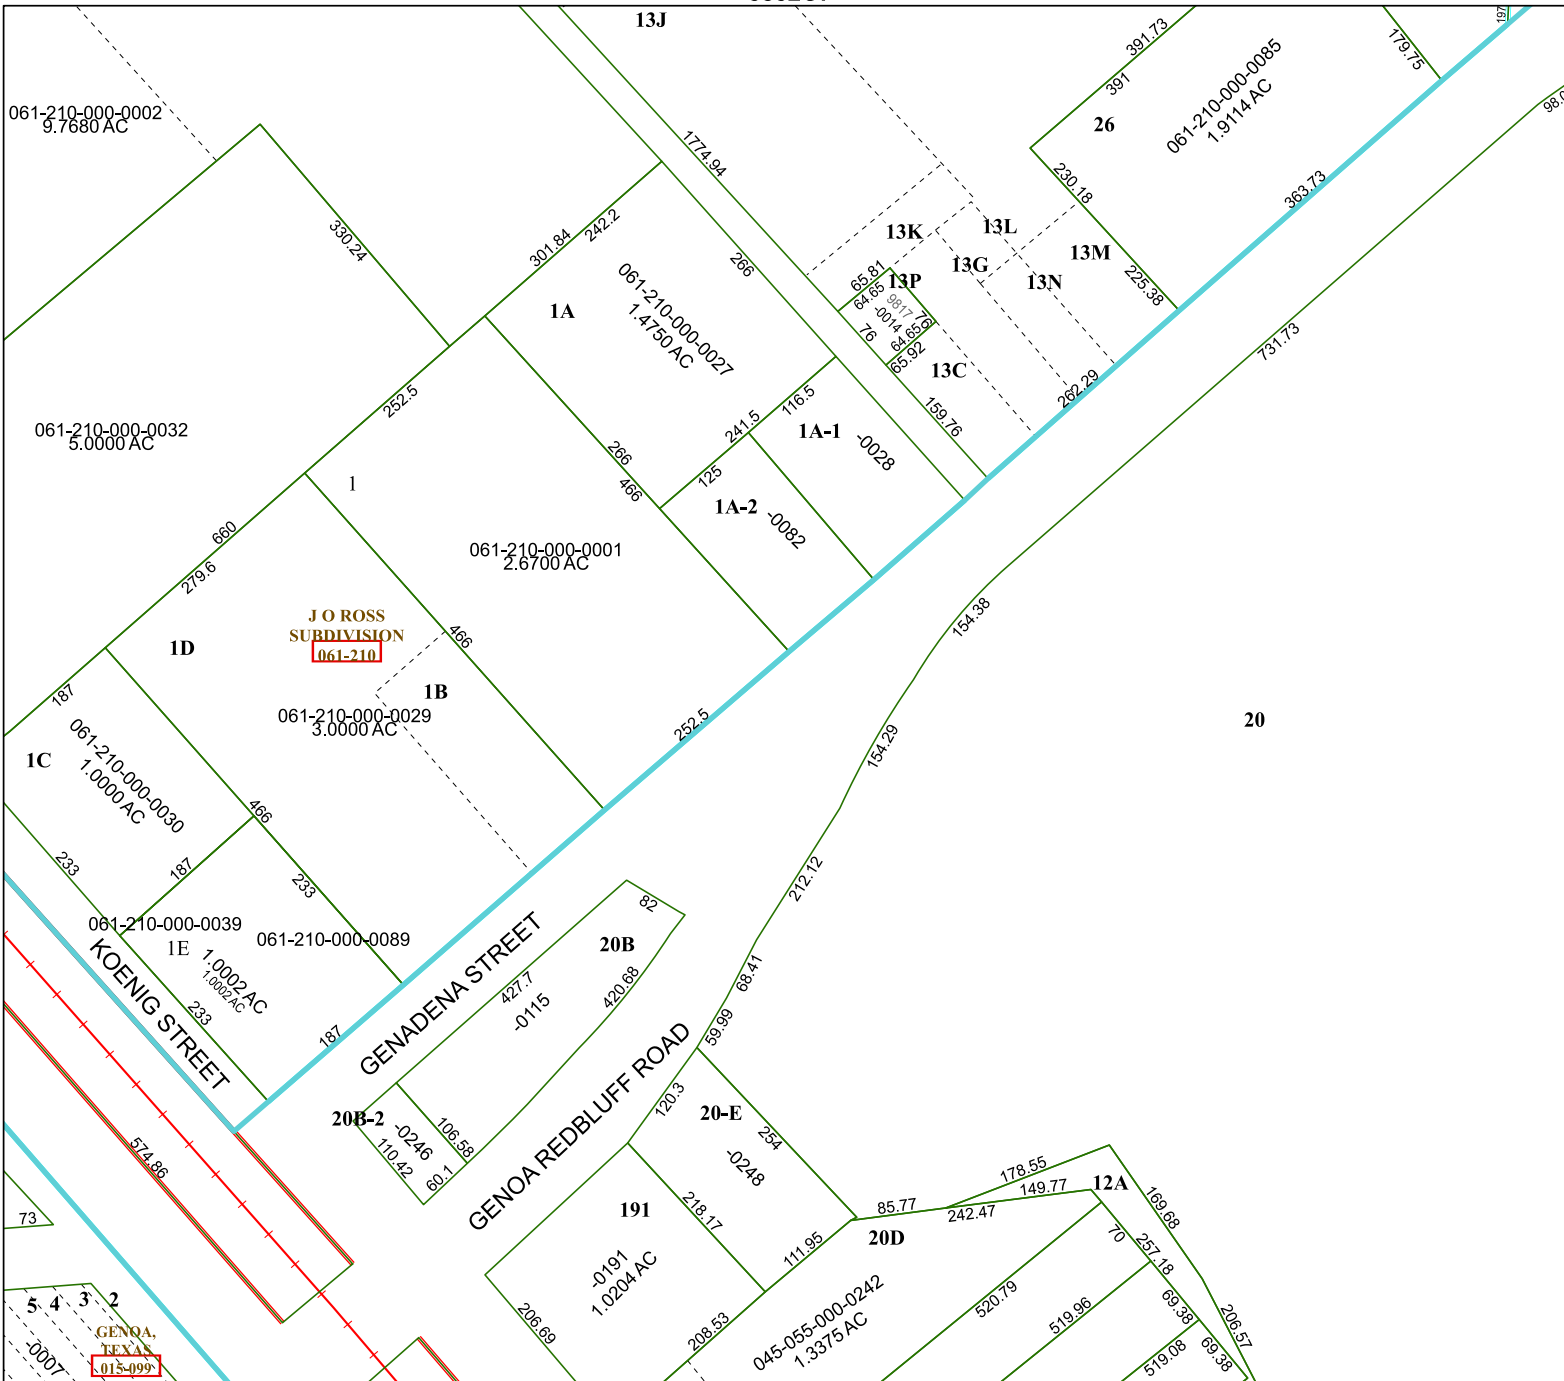 13J
391.73
391
179.75
197
061-210-000-0085
1.9114 AC
98.0
061-210-000-0002
9.7680 AC
26
1774.94
230.18
363.73
330.24
301.84
242.2
266
13K
13L
13M
13G
13N
225.38
65.81
13P
64.65
9817
-0014
76
76
64.65
65.92
061-210-000-0027
1.4750 AC
1A
731.73
13C
262.29
159.76
252.5
116.5
241.5
1A-1
-0028
061-210-000-0032
5.0000 AC
266
466
125
1
1A-2
-0082
660
279.6
061-210-000-0001
2.6700 AC
J O ROSS
SUBDIVISION
061-210
466
154.38
1D
187
1B
061-210-000-0029
3.0000 AC
252.5
20
154.29
1C
061-210-000-0030
1.0000 AC
466
233
187
233
212.12
82
061-210-000-0039
1E
061-210-000-0089
1.0002 AC
1.0002 AC
20B
427.7
420.68
-0115
68.41
KOENIG STREET
233
187
GENADENA STREET
59.99
GENOA REDBLUFF ROAD
120.3
20-E
254
-0248
20B-2
-0246
106.58
110.42
60.1
574.86
178.55
149.77
12A
169.68
85.77
242.47
191
218.17
20D
73
111.95
70
257.18
-0191
1.0204 AC
5
4
3
2
GENOA,
TEXAS
015-099
-0007
206.69
208.53
045-055-000-0242
1.3375 AC
520.79
519.96
69.38
206.57
519.08
69.38